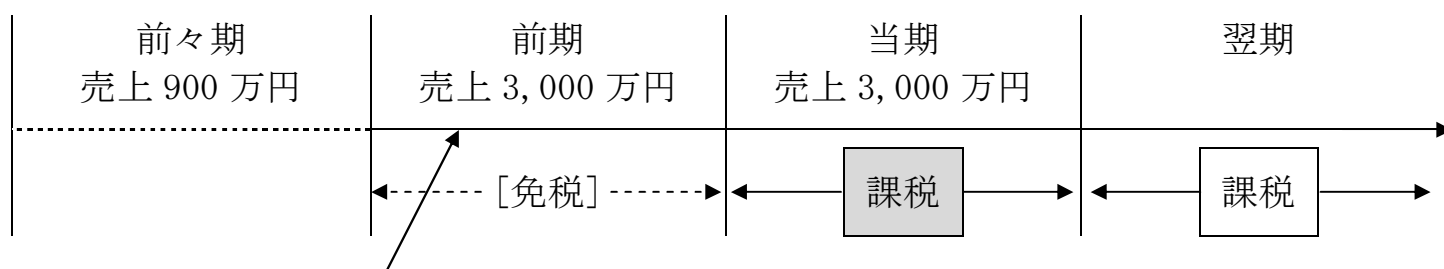 前々期
売上 900 万円
前期
売上 3,000 万円
当期
売上 3,000 万円
翌期
[免税]
課税
課税